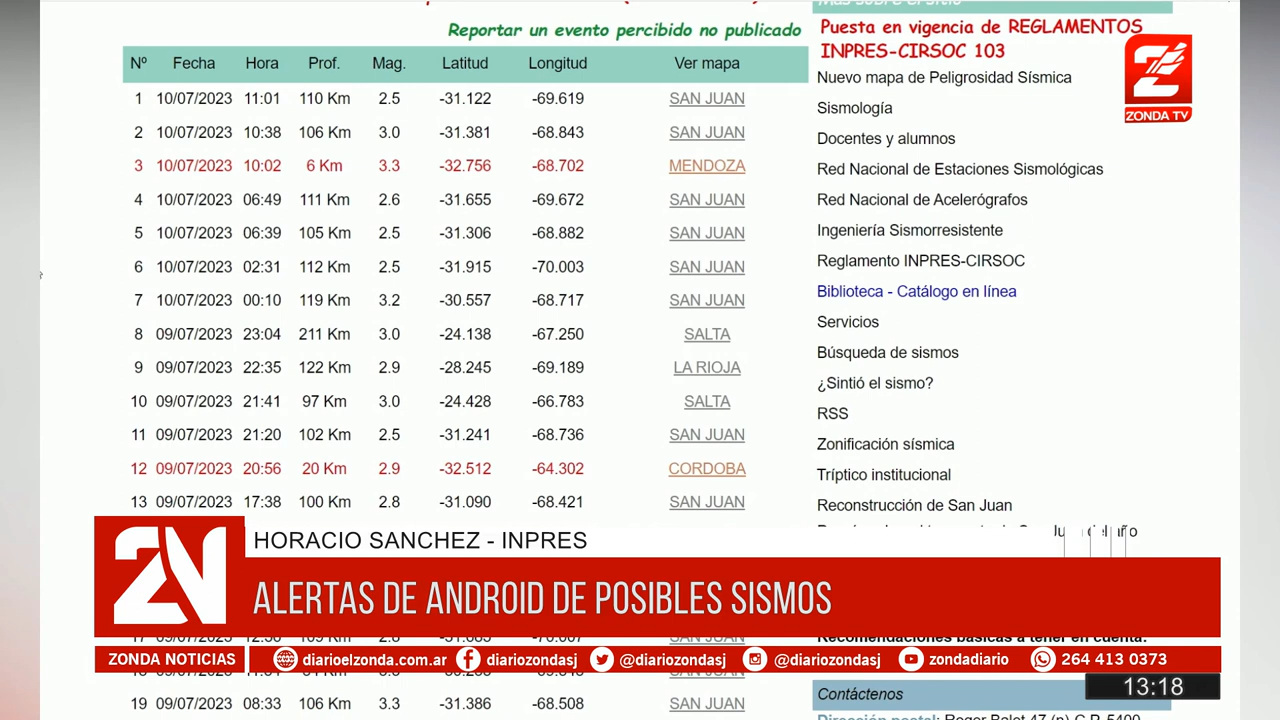 Reportar un evento percibido no publicado
Nº Fecha Hora Prof. Mag. Latitud Longitud Ver mapa
1 10/07/2023 11:01 110 Km 2.5 -31.122 -69.619 SAN JUAN
2 10/07/2023 10:38 106 Km 3.0 -31.381 -68.843 SAN JUAN
3 10/07/2023 10:02 6 Km 3.3 -32.756 -68.702 MENDOZA
4 10/07/2023 06:49 111 Km 2.6 -31.655 -69.672 SAN JUAN
5 10/07/2023 06:39 105 Km 2.5 -31.306 -68.882 SAN JUAN
6 10/07/2023 02:31 112 Km 2.5 -31.915 -70.003 SAN JUAN
7 10/07/2023 00:10 119 Km 3.2 -30.557 -68.717 SAN JUAN
8 09/07/2023 23:04 211 Km 3.0 -24.138 -67.250 SALTA
9 09/07/2023 22:35 122 Km 2.9 -28.245 -69.189 LA RIOJA
10 09/07/2023 21:41 97 Km 3.0 -24.428 -66.783 SALTA
11 09/07/2023 21:20 102 Km 2.5 -31.241 -68.736 SAN JUAN
12 09/07/2023 20:56 20 Km 2.9 -32.512 -64.302 CORDOBA
13 09/07/2023 17:38 100 Km 2.8 -31.090 -68.421 SAN JUAN
19 09/07/2023 08:33 106 Km 3.3 -31.386 -68.508 SAN JUAN
Puesta en vigencia de REGLAMENTOS
INPRES-CIRSOC 103
Nuevo mapa de Peligrosidad Sísmica
Sismología
Docentes y alumnos
Red Nacional de Estaciones Sismológicas
Red Nacional de Acelerógrafos
Ingeniería Sismorresistente
Reglamento INPRES-CIRSOC
Biblioteca - Catálogo en línea
Servicios
Búsqueda de sismos
¿Sintió el sismo?
RSS
Zonificación sísmica
Tríptico institucional
Reconstrucción de San Juan
Recomendaciones básicas a tener en cuenta:
Contáctenos
ZONDA TV
HORACIO SANCHEZ - INPRES
ZN
ALERTAS DE ANDROID DE POSIBLES SISMOS
ZONDA NOTICIAS diarioelzonda.com.ar diariozondasj @diariozondasj @diariozondasj zondadiario 264 413 0373
13:18